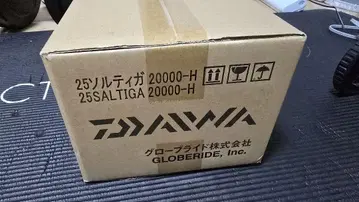 25ソルティガ 20000-H
25SALTIGA 20000-H
DAIWA
グローブライド株式会社
GLOBERIDE, Inc.
CT